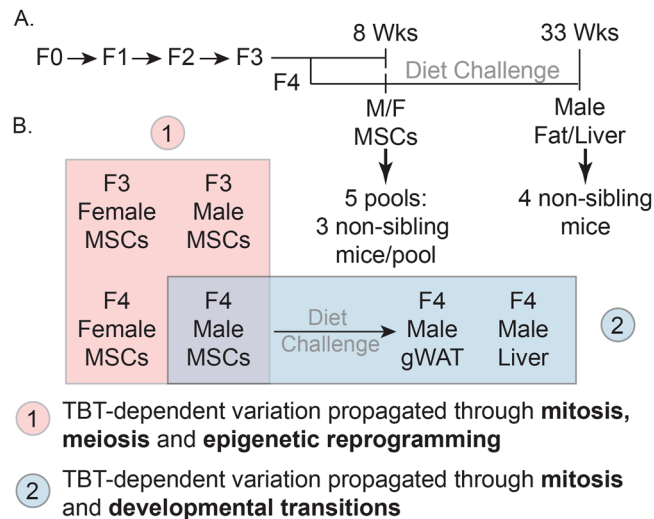 A.
8 Wks
33 Wks
F0 → F1 → F2 → F3
F4
Diet Challenge
M/F
MSCs
Male
Fat/Liver
5 pools:
3 non-sibling
mice/pool
4 non-sibling
mice
B.
1
F3
Female
MSCs
F3
Male
MSCs
F4
Female
MSCs
F4
Male
MSCs
Diet
Challenge
F4
Male
gWAT
F4
Male
Liver
2
1 TBT-dependent variation propagated through mitosis,
meiosis and epigenetic reprogramming
2 TBT-dependent variation propagated through mitosis
and developmental transitions